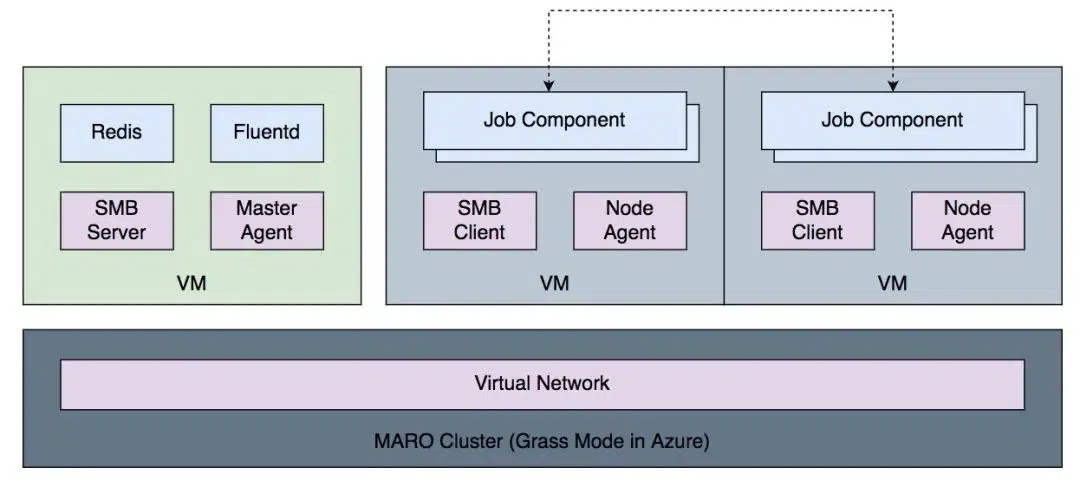 Redis
Fluentd
SMB
Server
Master
Agent
VM
Job Component
SMB
Client
Node
Agent
VM
Job Component
SMB
Client
Node
Agent
VM
Virtual Network
MARO Cluster (Grass Mode in Azure)